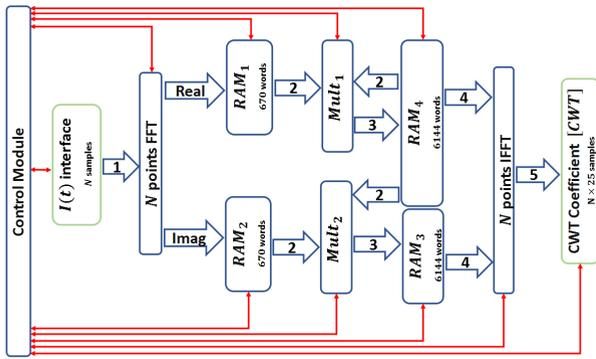 Control Module
I(t) interface
N samples
1
N points FFT
Real
Imag
RAM₁
670 words
RAM₂
670 words
2
2
Mult₁
Mult₂
2
3
2
3
RAM₄
6144 words
RAM₃
6144 words
4
4
N points IFFT
5
CWT Coefficient [CWT]
N × 25 samples